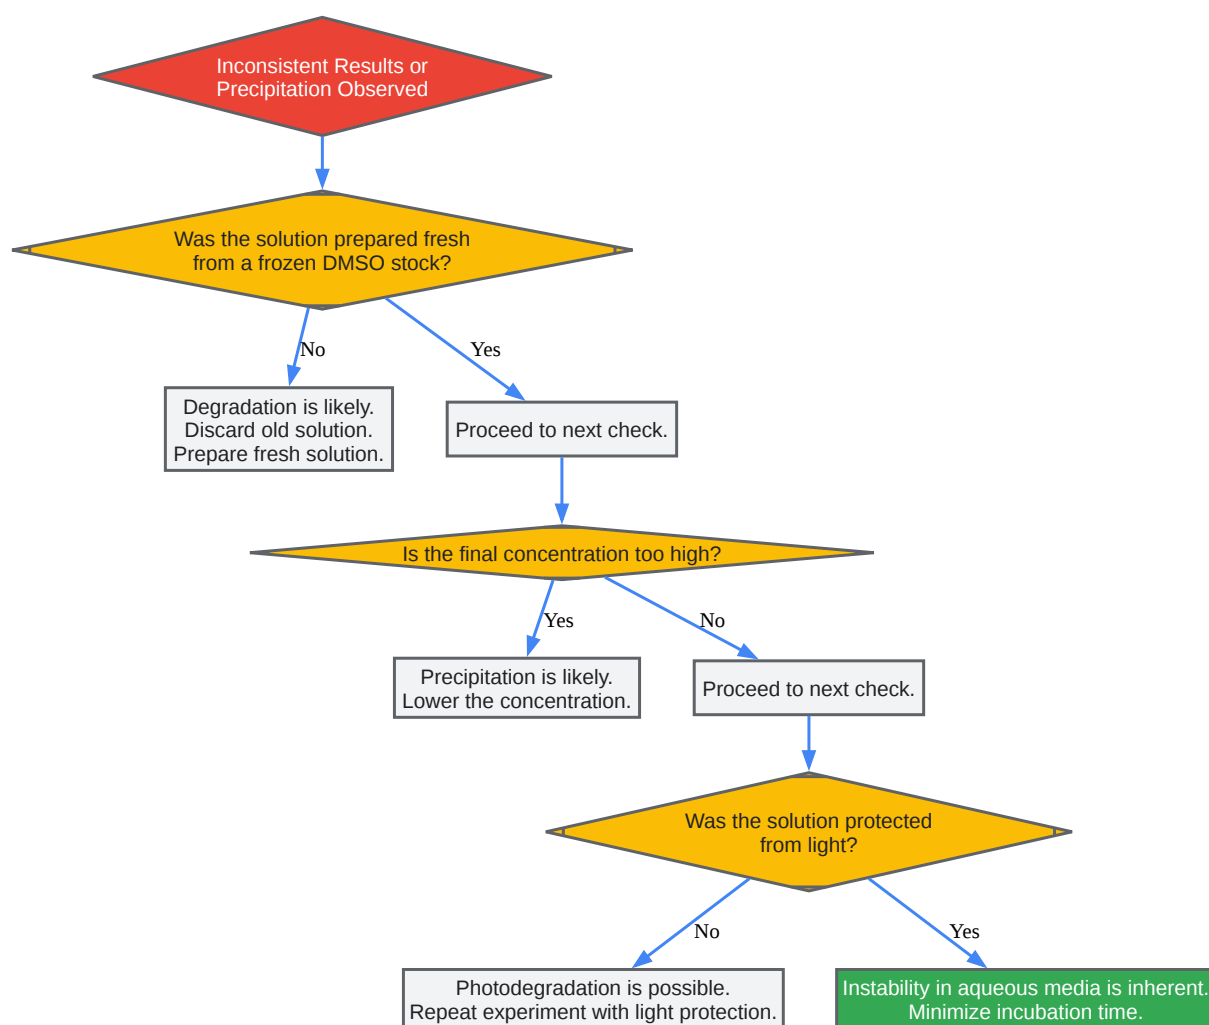 Inconsistent Results or
Precipitation Observed
Was the solution prepared fresh
from a frozen DMSO stock?
No
Yes
Degradation is likely.
Discard old solution.
Prepare fresh solution.
Proceed to next check.
Is the final concentration too high?
Yes
No
Precipitation is likely.
Lower the concentration.
Proceed to next check.
Was the solution protected
from light?
No
Yes
Photodegradation is possible.
Repeat experiment with light protection.
Instability in aqueous media is inherent.
Minimize incubation time.